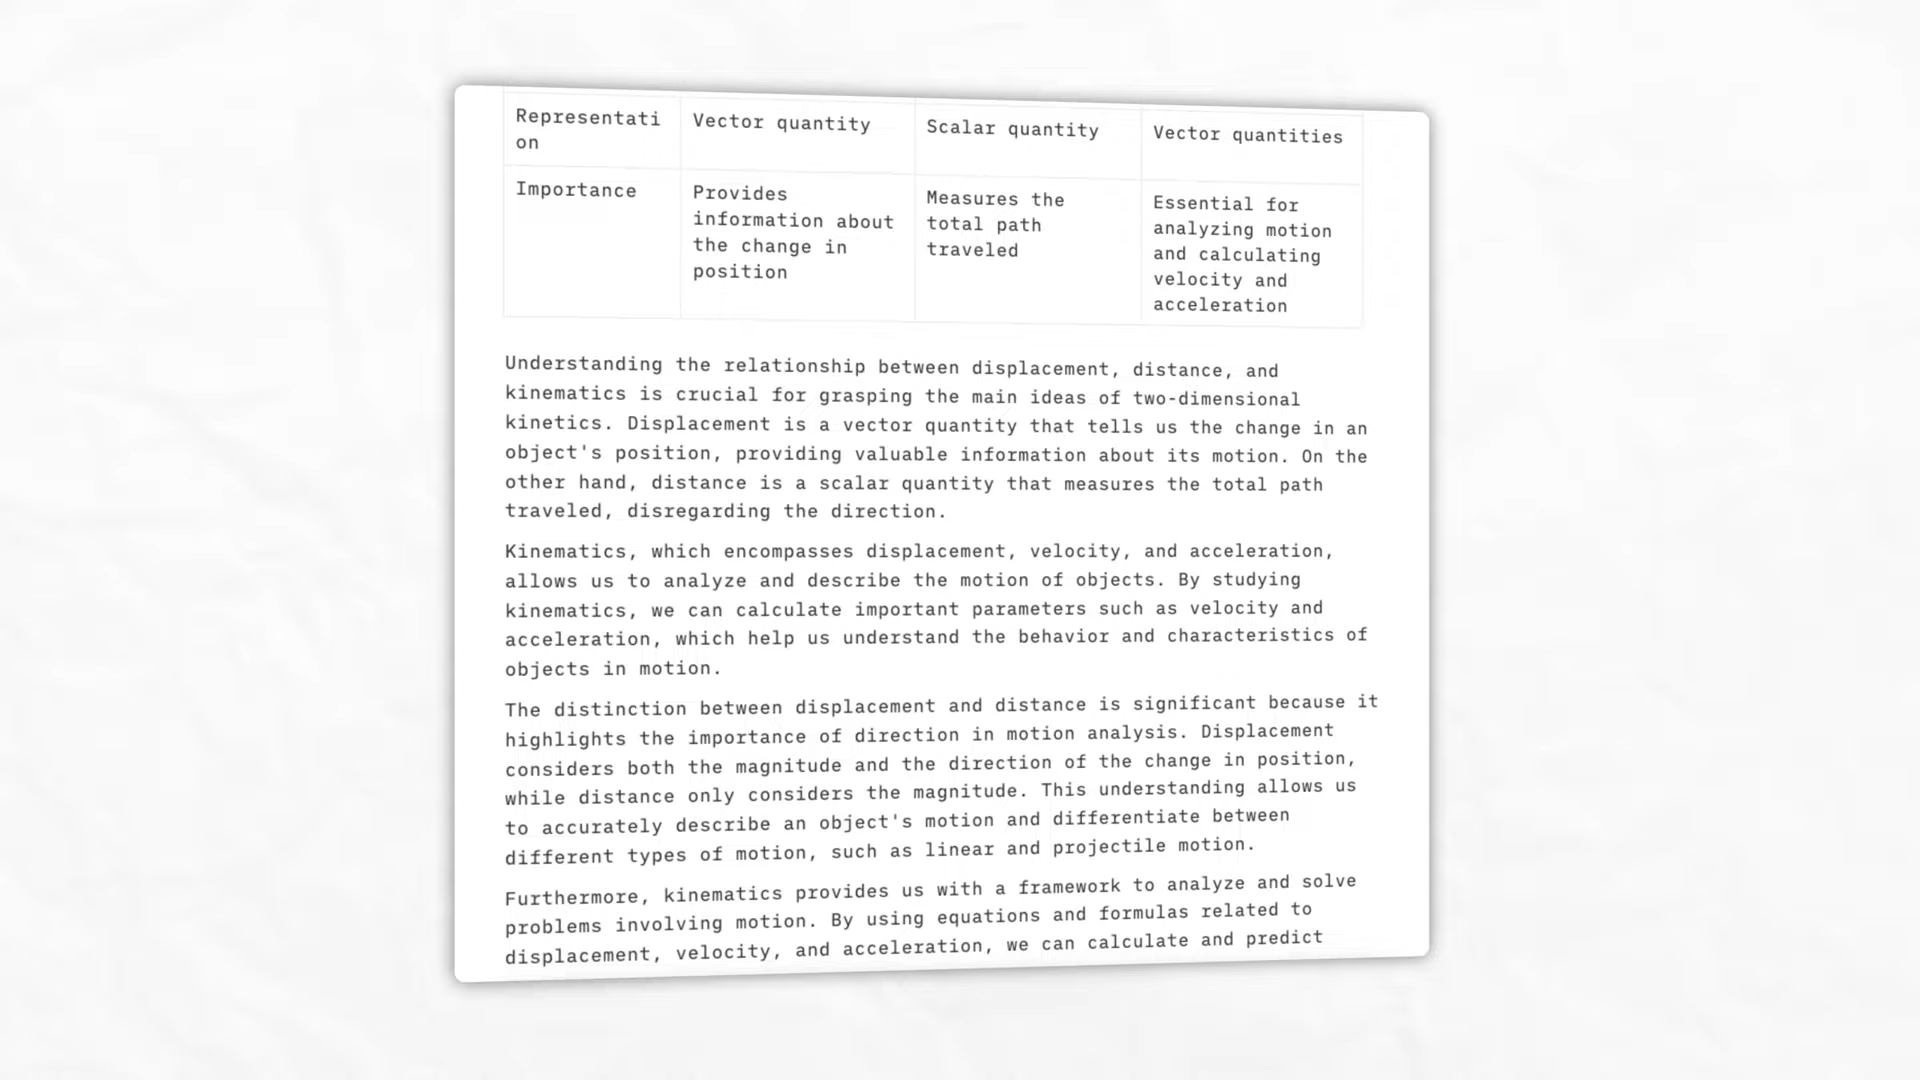 Representati
on
Vector quantity
Scalar quantity
Vector quantities
Importance
Provides
information about
the change in
position
Measures the
total path
traveled
Essential for
analyzing motion
and calculating
velocity and
acceleration
Understanding the relationship between displacement, distance, and
kinematics is crucial for grasping the main ideas of two-dimensional
kinetics. Displacement is a vector quantity that tells us the change in an
object's position, providing valuable information about its motion. On the
other hand, distance is a scalar quantity that measures the total path
traveled, disregarding the direction.
Kinematics, which encompasses displacement, velocity, and acceleration,
allows us to analyze and describe the motion of objects. By studying
kinematics, we can calculate important parameters such as velocity and
acceleration, which help us understand the behavior and characteristics of
objects in motion.
The distinction between displacement and distance is significant because it
highlights the importance of direction in motion analysis. Displacement
considers both the magnitude and the direction of the change in position,
while distance only considers the magnitude. This understanding allows us
to accurately describe an object's motion and differentiate between
different types of motion, such as linear and projectile motion.
Furthermore, kinematics provides us with a framework to analyze and solve
problems involving motion. By using equations and formulas related to
displacement, velocity, and acceleration, we can calculate and predict